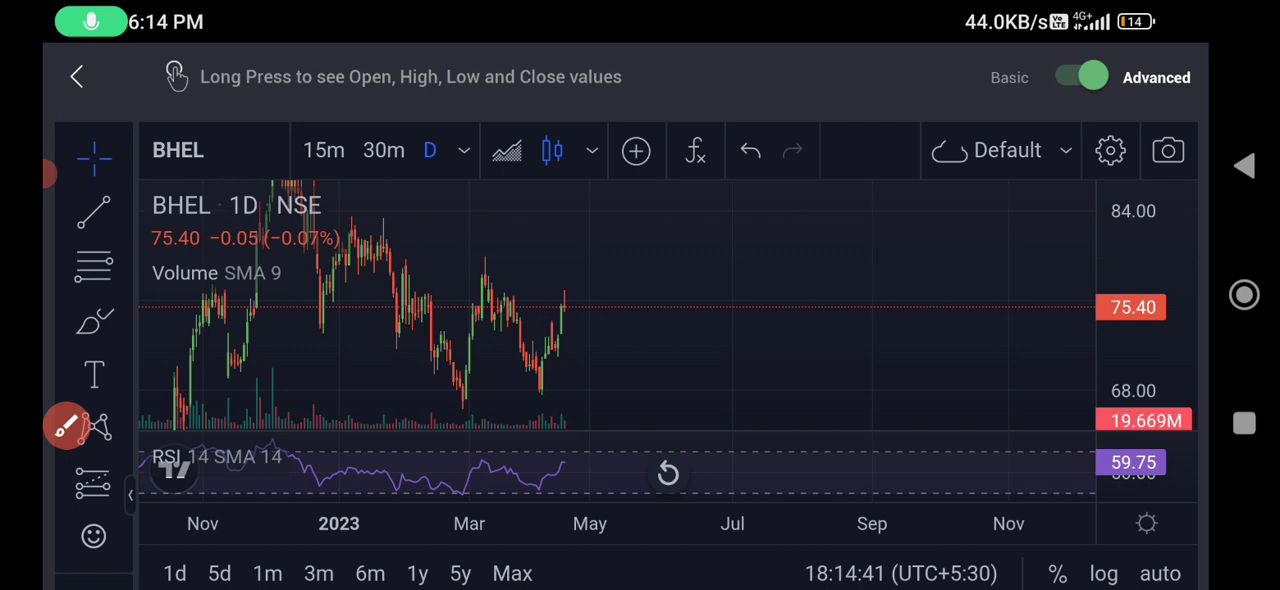 6:14 PM 44.0KB/s Vo LTE 4G+ 14
Long Press to see Open, High, Low and Close values Basic Advanced
BHEL 15m 30m D fx Default
BHEL · 1D · NSE
84.00
75.40 −0.05 (−0.07%)
Volume SMA 9
75.40
68.00
19.669M
RSI 14 SMA 14
59.75
Nov 2023 Mar May Jul Sep Nov
1d 5d 1m 3m 6m 1y 5y Max 18:14:41 (UTC+5:30) % log auto